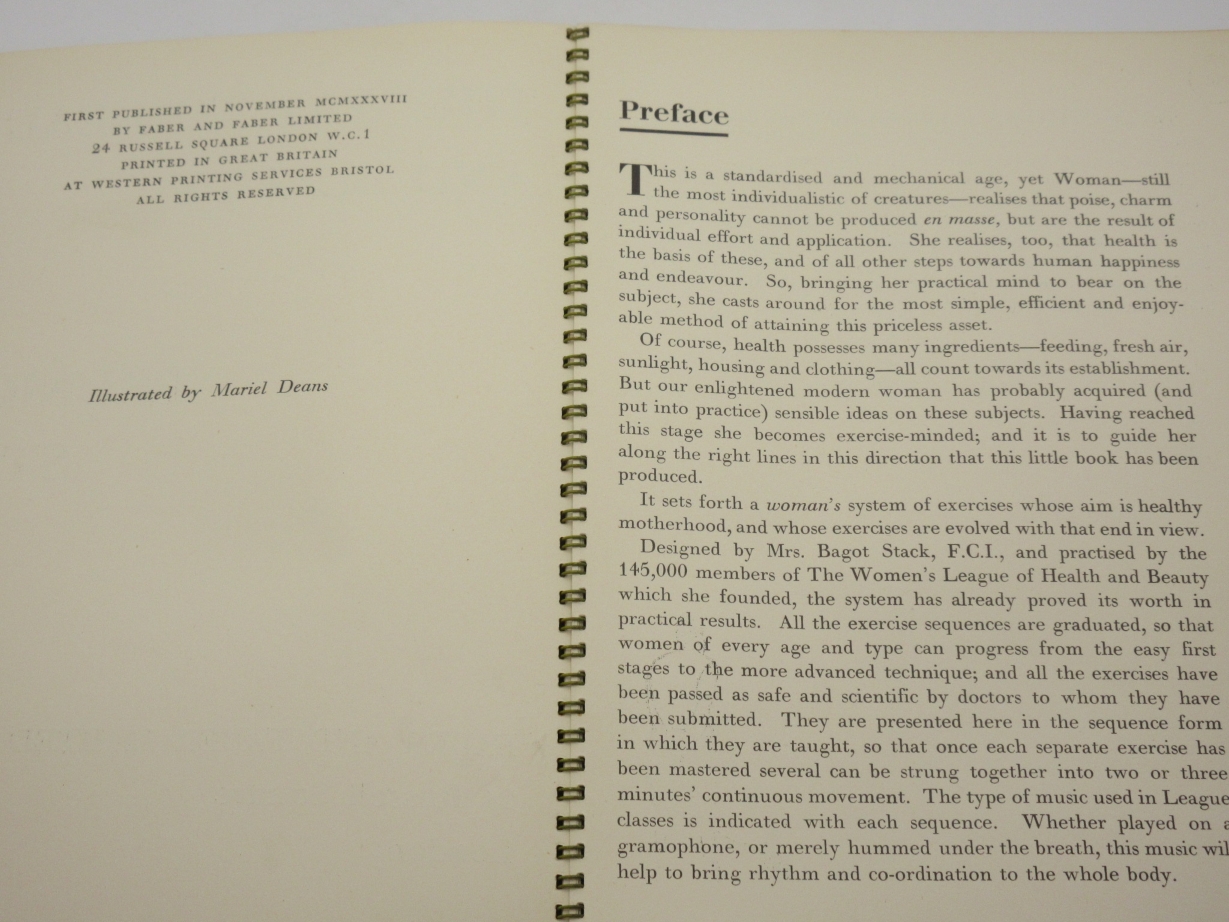 FIRST PUBLISHED IN NOVEMBER MCMXXXVIII
BY FABER AND FABER LIMITED
24 RUSSELL SQUARE LONDON W.C.1
PRINTED IN GREAT BRITAIN
AT WESTERN PRINTING SERVICES BRISTOL
ALL RIGHTS RESERVED
Illustrated by Mariel Deans
Preface
This is a standardised and mechanical age, yet Woman—still
the most individualistic of creatures—realises that poise, charm
and personality cannot be produced en masse, but are the result of
individual effort and application. She realises, too, that health is
the basis of these, and of all other steps towards human happiness
and endeavour. So, bringing her practical mind to bear on the
subject, she casts around for the most simple, efficient and enjoy-
able method of attaining this priceless asset.
Of course, health possesses many ingredients—feeding, fresh air,
sunlight, housing and clothing—all count towards its establishment.
But our enlightened modern woman has probably acquired (and
put into practice) sensible ideas on these subjects. Having reached
this stage she becomes exercise-minded; and it is to guide her
along the right lines in this direction that this little book has been
produced.
It sets forth a woman's system of exercises whose aim is healthy
motherhood, and whose exercises are evolved with that end in view.
Designed by Mrs. Bagot Stack, F.C.I., and practised by the
145,000 members of The Women's League of Health and Beauty
which she founded, the system has already proved its worth in
practical results. All the exercise sequences are graduated, so that
women of every age and type can progress from the easy first
stages to the more advanced technique; and all the exercises have
been passed as safe and scientific by doctors to whom they have
been submitted. They are presented here in the sequence form
in which they are taught, so that once each separate exercise has
been mastered several can be strung together into two or three
minutes' continuous movement. The type of music used in League
classes is indicated with each sequence. Whether played on a
gramophone, or merely hummed under the breath, this music wil
help to bring rhythm and co-ordination to the whole body.